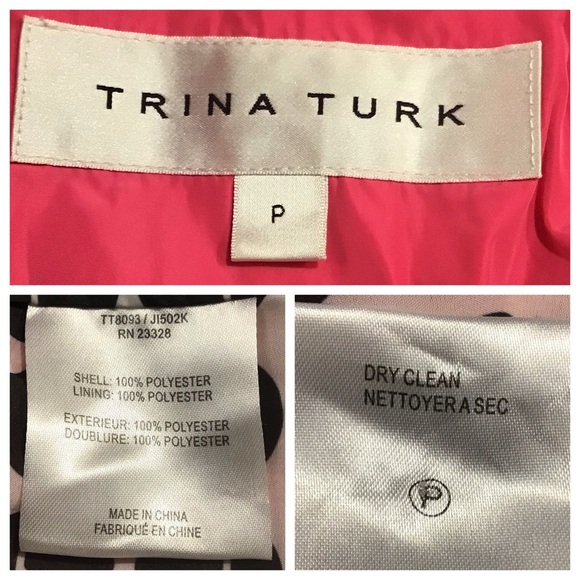 TRINA TURK
P
TT8093 / JI502K
RN 23328
SHELL: 100% POLYESTER
LINING: 100% POLYESTER
EXTERIEUR: 100% POLYESTER
DOUBLURE: 100% POLYESTER
MADE IN CHINA
FABRIQUÉ EN CHINE
DRY CLEAN
NETTOYER A SEC
P